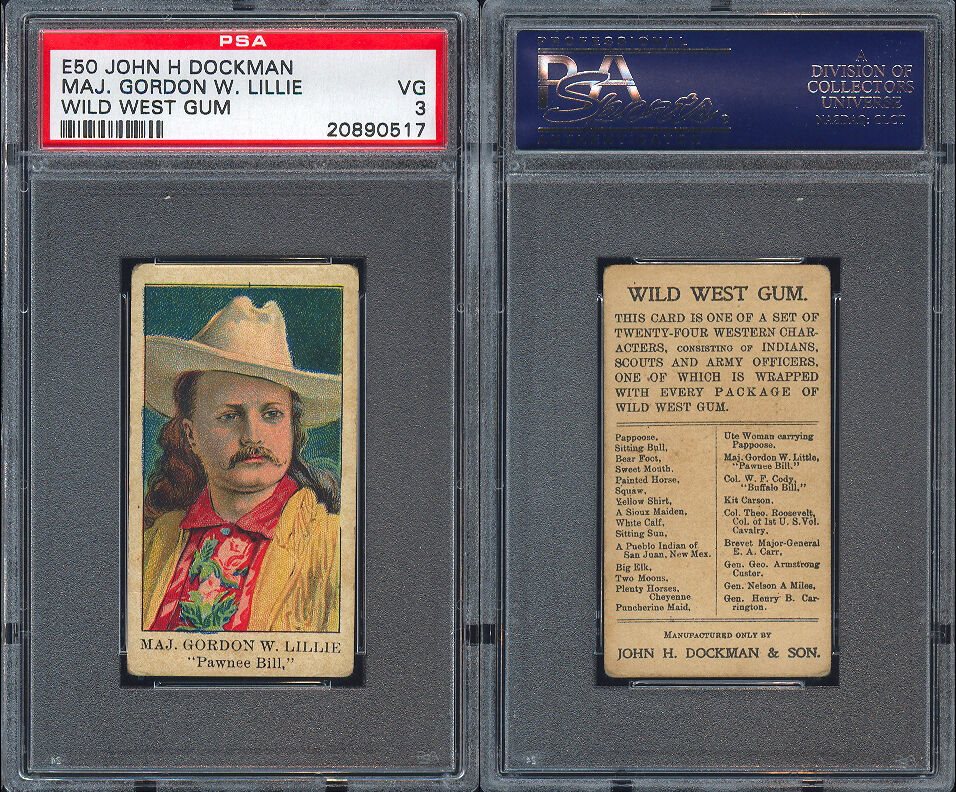 PSA
E50 JOHN H DOCKMAN
MAJ. GORDON W. LILLIE VG
WILD WEST GUM 3
20890517
MAJ. GORDON W. LILLIE
"Pawnee Bill,"
PROFESSIONAL
PSA
Sports
A
DIVISION OF
COLLECTORS
UNIVERSE
NASDAQ: CLCT
WILD WEST GUM.
THIS CARD IS ONE OF A SET OF
TWENTY-FOUR WESTERN CHAR-
ACTERS, CONSISTING OF INDIANS,
SCOUTS AND ARMY OFFICERS,
ONE OF WHICH IS WRAPPED
WITH EVERY PACKAGE OF
WILD WEST GUM.
Pappoose,
Sitting Bull,
Bear Foot,
Sweet Mouth,
Painted Horse,
Squaw,
Yellow Shirt,
A Sioux Maiden,
White Calf,
Sitting Sun,
A Pueblo Indian of
San Juan, New Mex.
Big Elk,
Two Moons,
Plenty Horses,
Cheyenne
Puncherine Maid,
Ute Woman carrying
Pappoose.
Maj. Gordon W. Little,
"Pawnee Bill."
Col. W. F. Cody,
"Buffalo Bill,"
Kit Carson.
Col. Theo. Roosevelt,
Col. of 1st U. S. Vol.
Cavalry.
Brevet Major-General
E. A. Carr,
Gen. Geo. Armstrong
Custer.
Gen. Nelson A Miles,
Gen. Henry B. Car-
rington.
MANUFACTURED ONLY BY
JOHN H. DOCKMAN & SON.